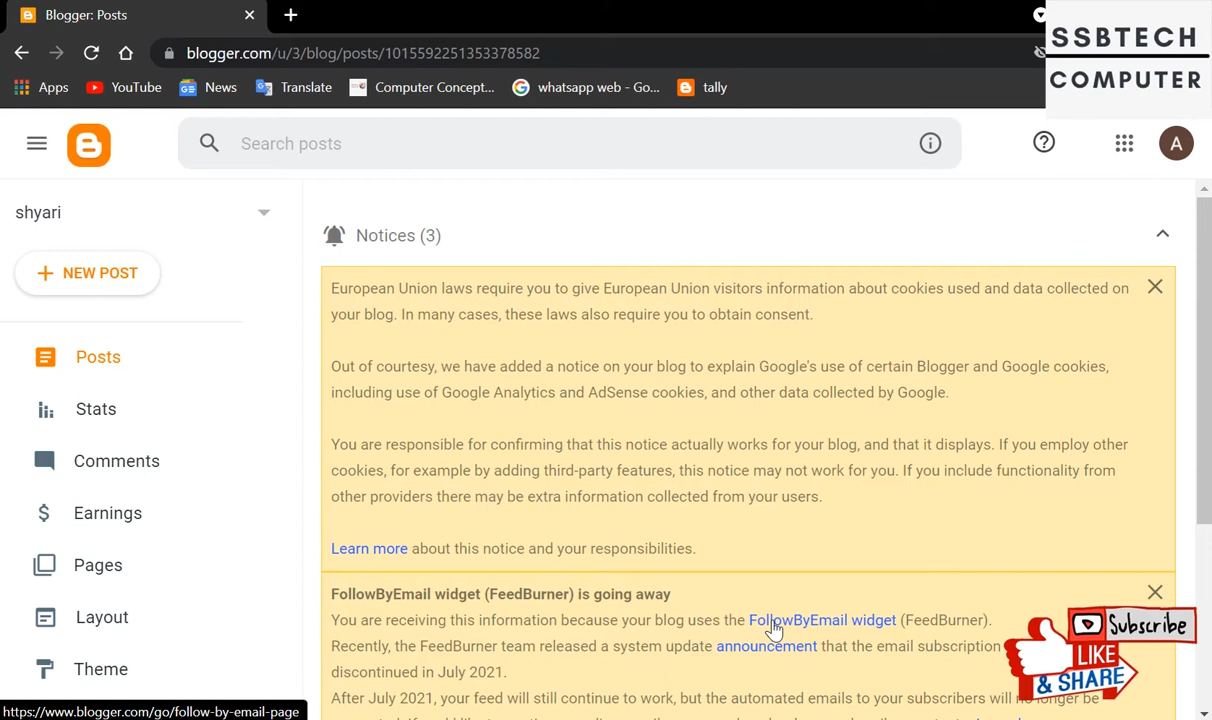 Blogger: Posts
SSBTECH
COMPUTER
blogger.com/u/3/blog/posts/1015592251353378582
Apps
YouTube
News
Translate
Computer Concept...
whatsapp web - Go...
tally
Search posts
A
shyari
NEW POST
Posts
Stats
Comments
Earnings
Pages
Layout
Theme
Notices (3)
European Union laws require you to give European Union visitors information about cookies used and data collected on
your blog. In many cases, these laws also require you to obtain consent.
Out of courtesy, we have added a notice on your blog to explain Google's use of certain Blogger and Google cookies,
including use of Google Analytics and AdSense cookies, and other data collected by Google.
You are responsible for confirming that this notice actually works for your blog, and that it displays. If you employ other
cookies, for example by adding third-party features, this notice may not work for you. If you include functionality from
other providers there may be extra information collected from your users.
Learn more about this notice and your responsibilities.
FollowByEmail widget (FeedBurner) is going away
You are receiving this information because your blog uses the FollowByEmail widget (FeedBurner).
Recently, the FeedBurner team released a system update announcement that the email subscription
discontinued in July 2021.
After July 2021, your feed will still continue to work, but the automated emails to your subscribers will no longer be
Subscribe
LIKE
& SHARE
https://www.blogger.com/go/follow-by-email-page